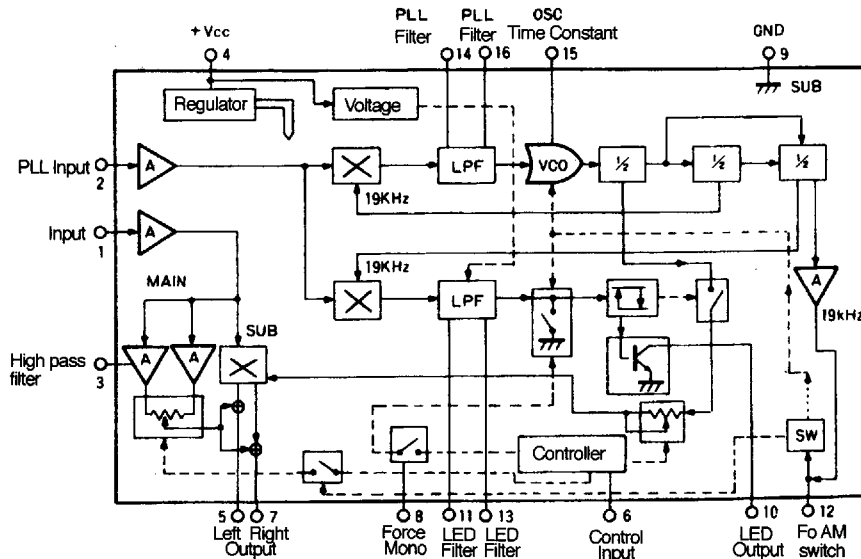 PLL Filter
PLL Filter
OSC Time Constant
+Vcc
GND
4
14
16
15
9
Regulator
Voltage
SUB
A
PLL Input
2
LPF
VCO
1/2
1/2
1/2
19KHz
A
Input
1
19KHz
MAIN
LPF
A
19kHz
SUB
A
A
High pass filter
3
SW
Controller
5
7
8
11
13
6
10
12
Left
Right
Output
Force Mono
LED Filter
LED Filter
Control Input
LED Output
Fo AM switch